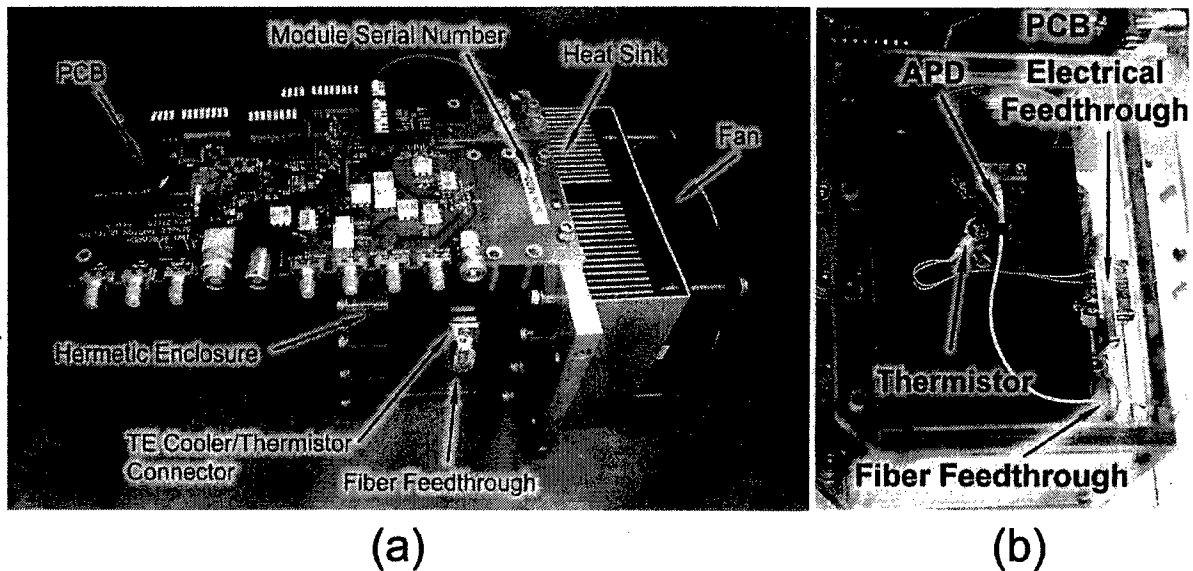 Module Serial Number
PCB
Heat Sink
Fan
Hermetic Enclosure
TE Cooler/Thermistor
Connector
Fiber Feedthrough
(a)
PCB
APD
Electrical
Feedthrough
Thermistor
Fiber Feedthrough
(b)